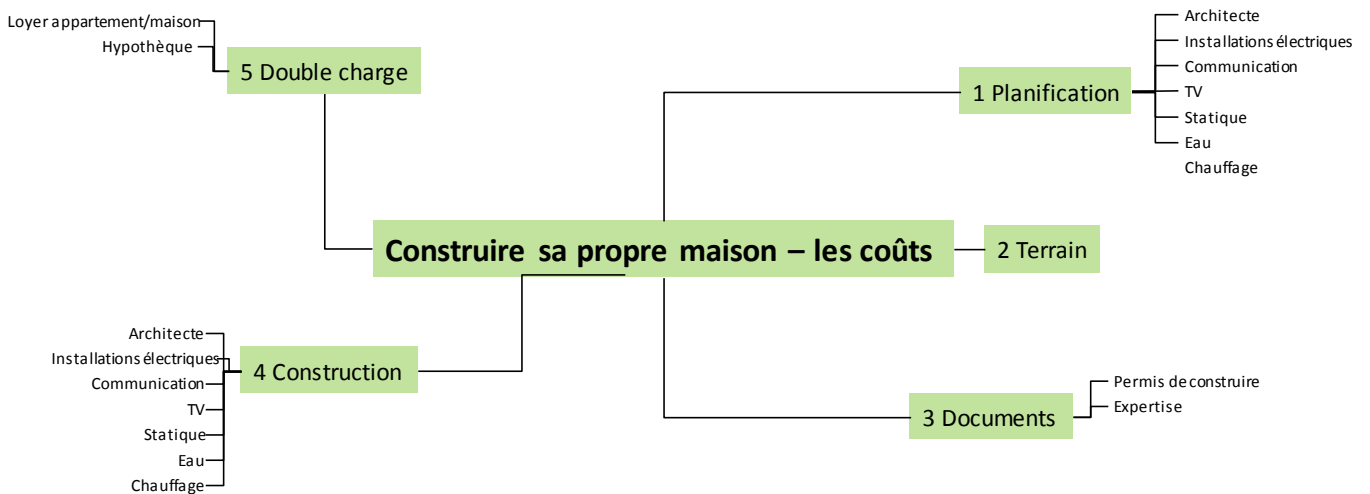 Loyer appartement/maison
Hypothèque
5 Double charge
Architecte
Installations électriques
Communication
TV
Statique
Eau
Chauffage
1 Planification
Construire sa propre maison – les coûts
2 Terrain
Architecte
Installations électriques
Communication
TV
Statique
Eau
Chauffage
4 Construction
Permis de construire
Expertise
3 Documents